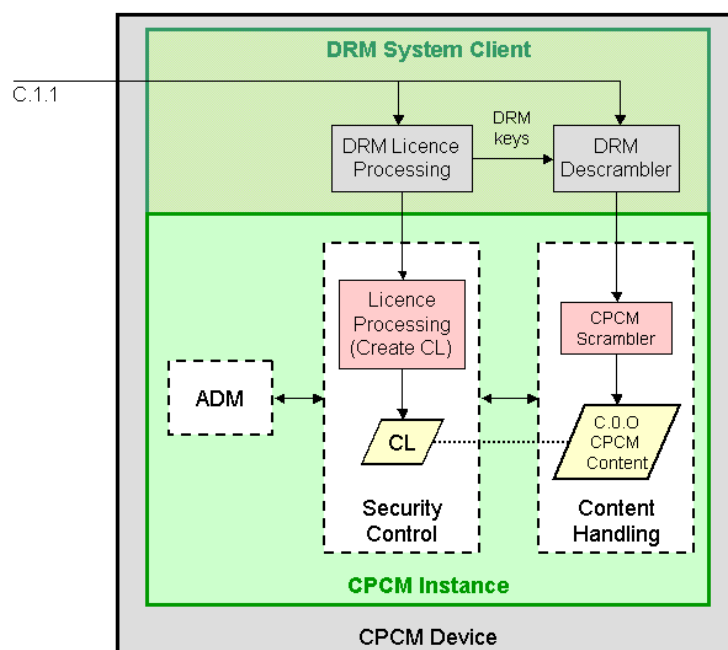 DRM System Client
C.1.1
DRM
keys
DRM Licence
Processing
DRM
Descrambler
Licence
Processing
(Create CL)
CPCM
Scrambler
ADM
CL
C.0.O
CPCM
Content
Security
Control
Content
Handling
CPCM Instance
CPCM Device